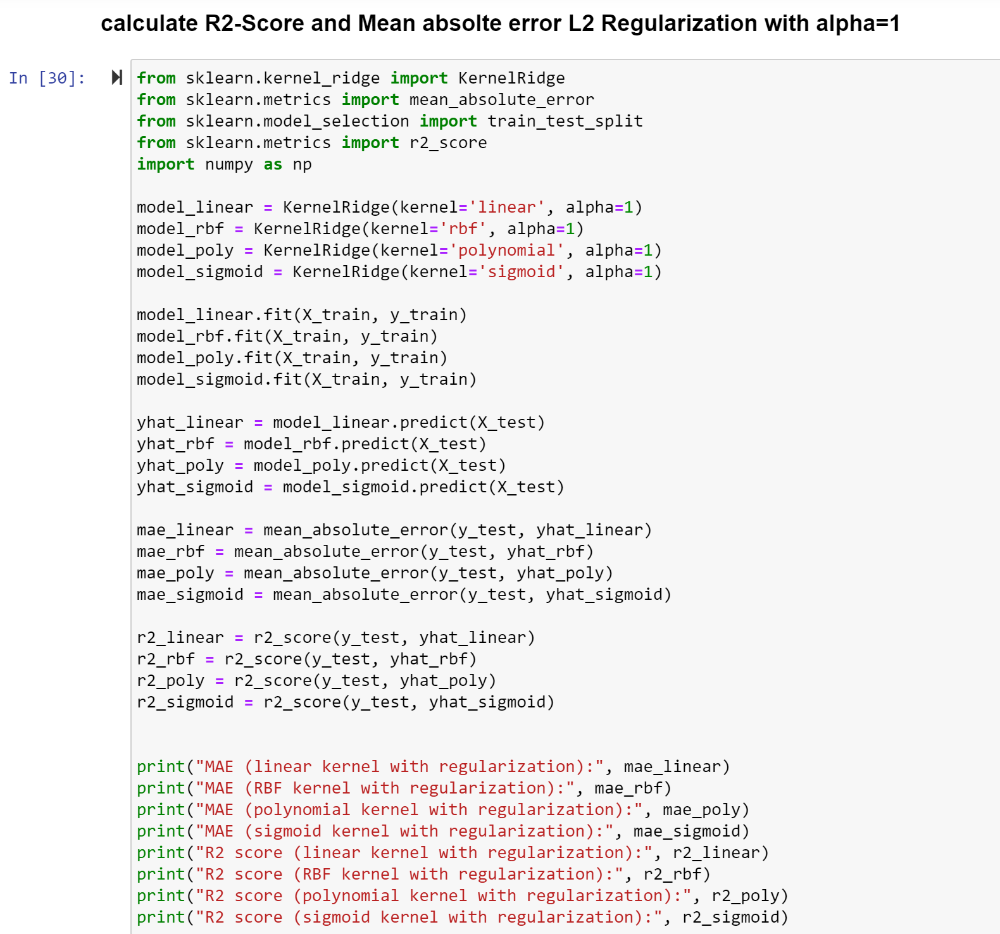 calculate R2-Score and Mean absolte error L2 Regularization with alpha=1
In [30]:
from sklearn.kernel_ridge import KernelRidge
from sklearn.metrics import mean_absolute_error
from sklearn.model_selection import train_test_split
from sklearn.metrics import r2_score
import numpy as np
model_linear = KernelRidge(kernel='linear', alpha=1)
model_rbf = KernelRidge(kernel='rbf', alpha=1)
model_poly = KernelRidge(kernel='polynomial', alpha=1)
model_sigmoid = KernelRidge(kernel='sigmoid', alpha=1)
model_linear.fit(X_train, y_train)
model_rbf.fit(X_train, y_train)
model_poly.fit(X_train, y_train)
model_sigmoid.fit(X_train, y_train)
yhat_linear = model_linear.predict(X_test)
yhat_rbf = model_rbf.predict(X_test)
yhat_poly = model_poly.predict(X_test)
yhat_sigmoid = model_sigmoid.predict(X_test)
mae_linear = mean_absolute_error(y_test, yhat_linear)
mae_rbf = mean_absolute_error(y_test, yhat_rbf)
mae_poly = mean_absolute_error(y_test, yhat_poly)
mae_sigmoid = mean_absolute_error(y_test, yhat_sigmoid)
r2_linear = r2_score(y_test, yhat_linear)
r2_rbf = r2_score(y_test, yhat_rbf)
r2_poly = r2_score(y_test, yhat_poly)
r2_sigmoid = r2_score(y_test, yhat_sigmoid)
print("MAE (linear kernel with regularization):", mae_linear)
print("MAE (RBF kernel with regularization):", mae_rbf)
print("MAE (polynomial kernel with regularization):", mae_poly)
print("MAE (sigmoid kernel with regularization):", mae_sigmoid)
print("R2 score (linear kernel with regularization):", r2_linear)
print("R2 score (RBF kernel with regularization):", r2_rbf)
print("R2 score (polynomial kernel with regularization):", r2_poly)
print("R2 score (sigmoid kernel with regularization):", r2_sigmoid)